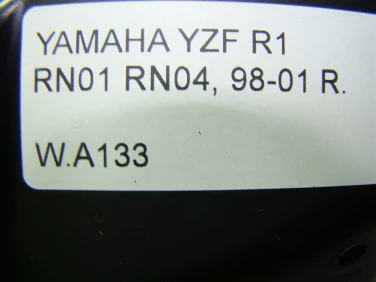 YAMAHA YZF R1
RN01 RN04, 98-01 R.
W.A133